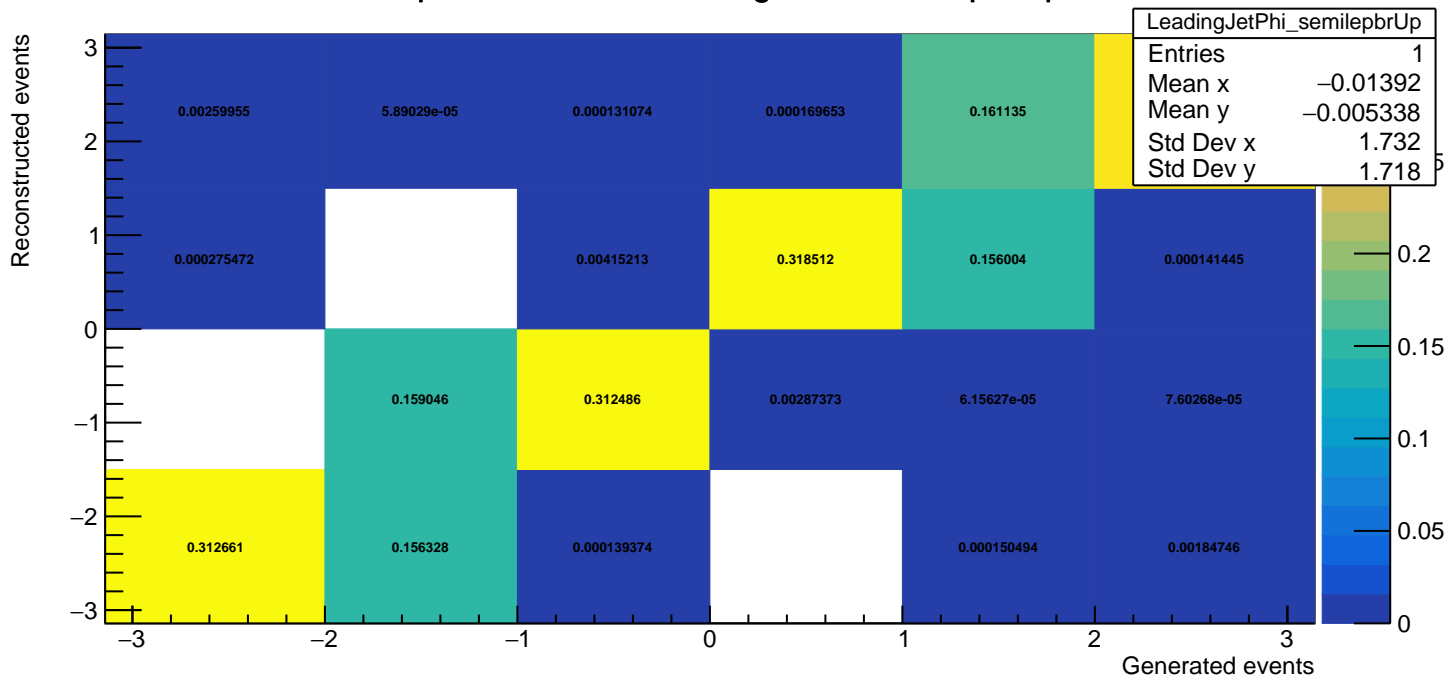 LeadingJetPhi_semilepbrUp
Entries 1
Mean x −0.01392
Mean y −0.005338
Std Dev x 1.732
Std Dev y 1.718
Reconstructed events
3
2
1
0
−1
−2
−3
0.00259955 5.89029e-05 0.000131074 0.000169653 0.161135
0.000275472 0.00415213 0.318512 0.156004 0.000141445
0.159046 0.312486 0.00287373 6.15627e-05 7.60268e-05
0.312661 0.156328 0.000139374 0.000150494 0.00184746
5
0.2
0.15
0.1
0.05
0
−3 −2 −1 0 1 2 3
Generated events